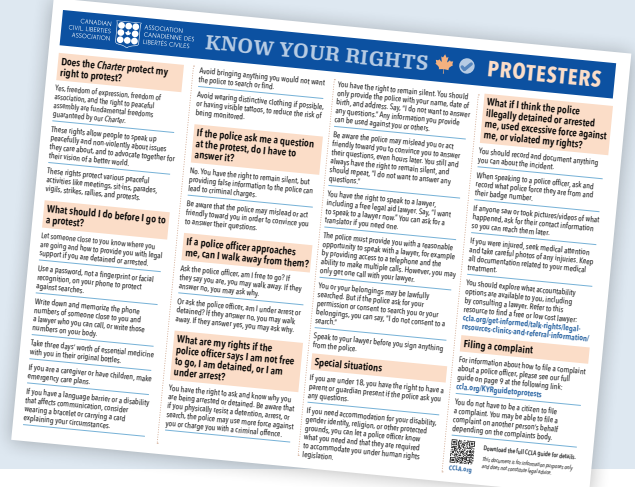 CANADIAN
CIVIL LIBERTIES
ASSOCIATION
ASSOCIATION
CANADIENNE DES
LIBERTÉS CIVILES
KNOW YOUR RIGHTS
PROTESTERS
Does the Charter protect my
right to protest?
Yes, freedom of expression, freedom of
association, and the right to peaceful
assembly are fundamental freedoms
guaranteed by our Charter.
These rights allow people to speak up
peacefully and non-violently about issues
they care about, and to advocate together for
their vision of a better world.
These rights protect various peaceful
activities like meetings, sit-ins, parades,
vigils, strikes, rallies, and protests.
What should I do before I go to
a protest?
Let someone close to you know where you
are going and how to provide you with legal
support if you are detained or arrested.
Use a password, not a fingerprint or facial
recognition, on your phone to protect
against searches.
Write down and memorize the phone
numbers of someone close to you and
a lawyer who you can call, or write those
numbers on your body.
Take three days' worth of essential medicine
with you in their original bottles.
If you are a caregiver or have children, make
emergency care plans.
If you have a language barrier or a disability
that affects communication, consider
wearing a bracelet or carrying a card
explaining your circumstances.
Avoid bringing anything you would not want
the police to search or find.
Avoid wearing distinctive clothing if possible,
or having visible tattoos, to reduce the risk of
being monitored.
If the police ask me a question
at the protest, do I have to
answer it?
No. You have the right to remain silent, but
providing false information to the police can
lead to criminal charges.
Be aware that the police may mislead or act
friendly toward you in order to convince you
to answer their questions.
If a police officer approaches
me, can I walk away from them?
Ask the police officer, am I free to go? If
they say you are, you may walk away. If they
answer no, you may ask why.
Or ask the police officer, am I under arrest or
detained? If they answer no, you may walk
away. If they answer yes, you may ask why.
What are my rights if the
police officer says I am not free
to go, I am detained, or I am
under arrest?
You have the right to ask and know why you
are being arrested or detained. Be aware that
if you physically resist a detention, arrest, or
search, the police may use more force against
you or charge you with a criminal offence.
You have the right to remain silent. You should
only provide the police with your name, date of
birth, and address. Say, "I do not want to answer
any questions." Any information you provide
can be used against you or others.
Be aware the police may mislead you or act
friendly toward you to convince you to answer
their questions, even hours later. You still and
always have the right to remain silent, and
should repeat, "I do not want to answer any
questions."
You have the right to speak to a lawyer,
including a free legal aid lawyer. Say, "I want
to speak to a lawyer now." You can ask for a
translator if you need one.
The police must provide you with a reasonable
opportunity to speak with a lawyer, for example
by providing access to a telephone and the
ability to make multiple calls. However, you may
only get one call with your lawyer.
You or your belongings may be lawfully
searched. But if the police ask for your
permission or consent to search you or your
belongings, you can say, "I do not consent to a
search."
Speak to your lawyer before you sign anything
from the police.
Special situations
If you are under 18, you have the right to have a
parent or guardian present if the police ask you
any questions.
If you need accommodation for your disability,
gender identity, religion, or other protected
grounds, you can let a police officer know
what you need and that they are required
to accommodate you under human rights
legislation.
What if I think the police
illegally detained or arrested
me, used excessive force against
me, or violated my rights?
You should record and document anything
you can about the incident.
When speaking to a police officer, ask and
record what police force they are from and
their badge number.
If anyone saw or took pictures/videos of what
happened, ask for their contact information
so you can reach them later.
If you were injured, seek medical attention
and take careful photos of any injuries. Keep
all documentation related to your medical
treatment.
You should explore what accountability
options are available to you, including
by consulting a lawyer. Refer to this
resource to find a free or low cost lawyer:
ccla.org/get-informed/talk-rights/legal-
resources-clinics-and-referral-information/
Filing a complaint
For information about how to file a complaint
about a police officer, please see our full
guide on page 9 at the following link:
ccla.org/KYRguidetoprotests
You do not have to be a citizen to file
a complaint. You may be able to file a
complaint on another person's behalf
depending on the complaints body.
CCLA.org
Download the full CCLA guide for details.
This document is for information purposes only
and does not constitute legal advice.